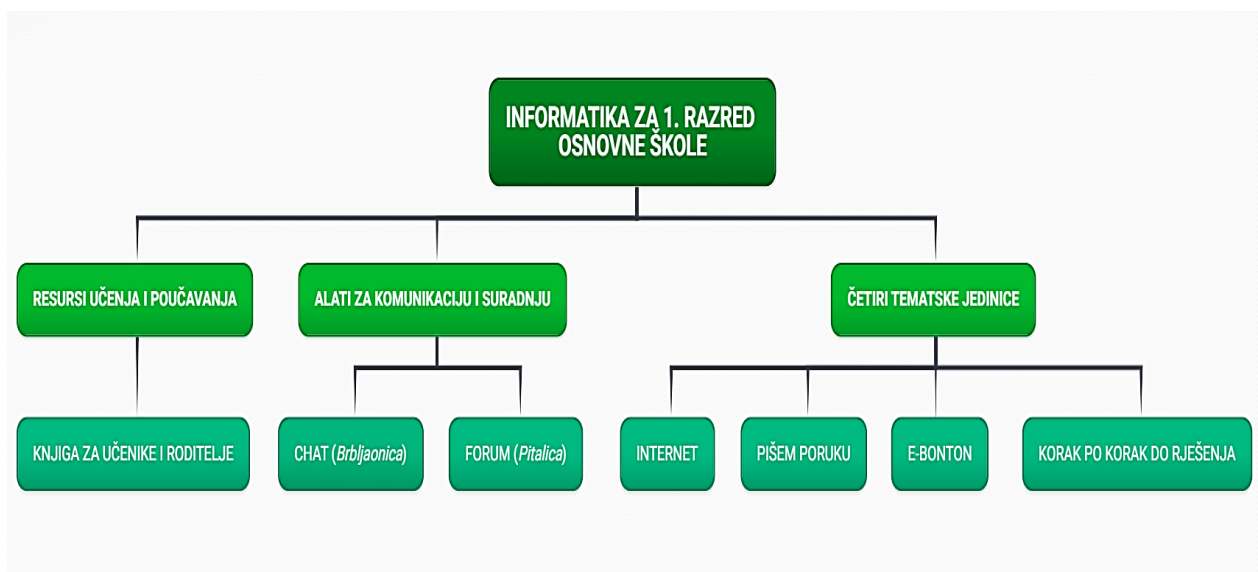 INFORMATIKA ZA 1. RAZRED
OSNOVNE ŠKOLE
RESURSI UČENJA I POUČAVANJA
ALATI ZA KOMUNIKACIJU I SURADNJU
ČETIRI TEMATSKE JEDINICE
KNJIGA ZA UČENIKE I RODITELJE
CHAT (Brbljaonica)
FORUM (Pitalica)
INTERNET
PIŠEM PORUKU
E-BONTON
KORAK PO KORAK DO RJEŠENJA